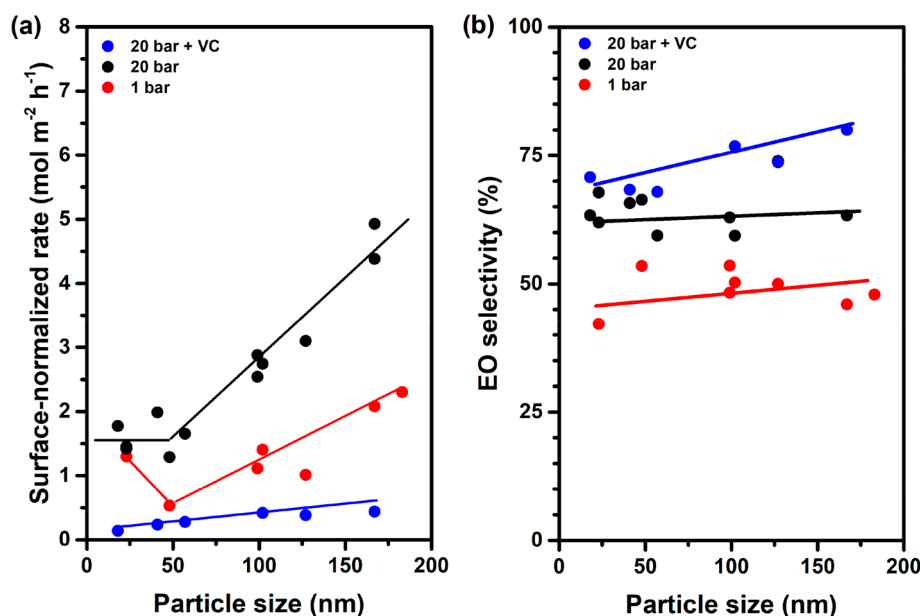 (a)
20 bar + VC
20 bar
1 bar
Surface-normalized rate (mol m⁻² h⁻¹)
8
7
6
5
4
3
2
1
0
0 50 100 150 200
Particle size (nm)
(b)
20 bar + VC
20 bar
1 bar
EO selectivity (%)
100
75
50
25
0
0 50 100 150 200
Particle size (nm)